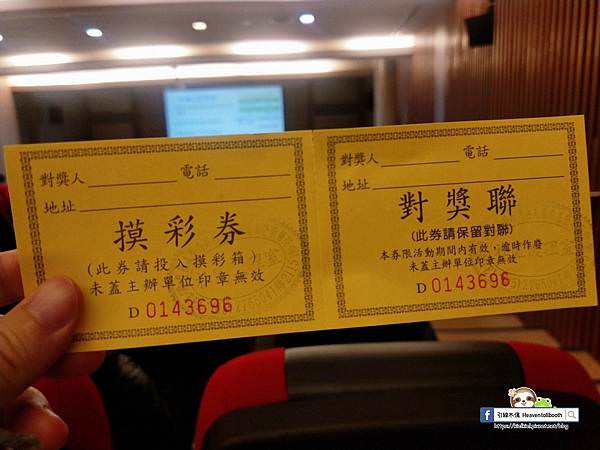 對獎人 電話
地址
摸彩券
(此券請投入摸彩箱)
未蓋主辦單位印章無效
D 0143696
對獎人 電話
地址
對獎聯
(此券請保留對聯)
本券限活動期間內有效,逾時作廢
未蓋主辦單位印章無效
D 0143696
引線不偶 Heaventollbooth